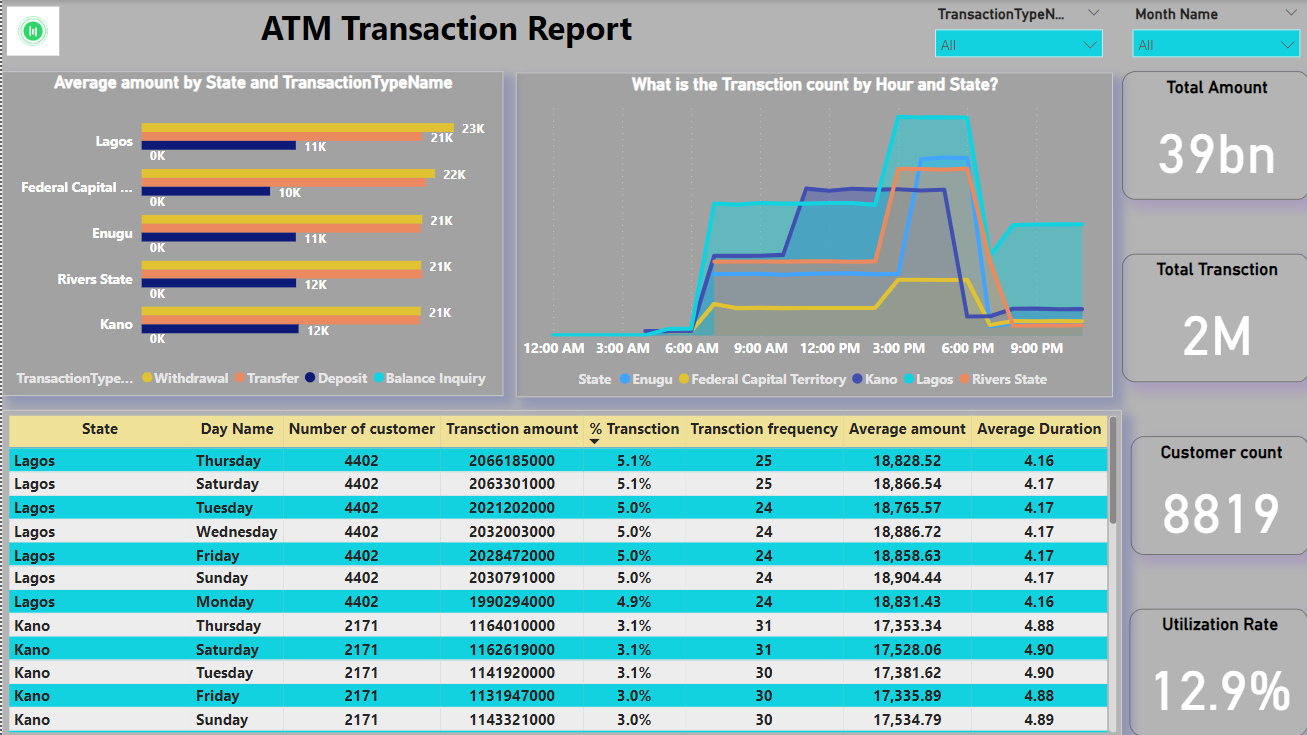 ATM Transaction Report
TransactionTypeN...
All
Month Name
All
Average amount by State and TransactionTypeName
Lagos
23K
21K
11K
0K
Federal Capital ...
22K
10K
0K
Enugu
21K
11K
0K
Rivers State
21K
12K
0K
Kano
21K
12K
0K
TransactionType... Withdrawal Transfer Deposit Balance Inquiry
What is the Transction count by Hour and State?
12:00 AM 3:00 AM 6:00 AM 9:00 AM 12:00 PM 3:00 PM 6:00 PM 9:00 PM
State Enugu Federal Capital Territory Kano Lagos Rivers State
Total Amount
39bn
Total Transction
2M
Customer count
8819
Utilization Rate
12.9%
State Day Name Number of customer Transction amount % Transction Transction frequency Average amount Average Duration
Lagos Thursday 4402 2066185000 5.1% 25 18,828.52 4.16
Lagos Saturday 4402 2063301000 5.1% 25 18,866.54 4.17
Lagos Tuesday 4402 2021202000 5.0% 24 18,765.57 4.17
Lagos Wednesday 4402 2032003000 5.0% 24 18,886.72 4.17
Lagos Friday 4402 2028472000 5.0% 24 18,858.63 4.17
Lagos Sunday 4402 2030791000 5.0% 24 18,904.44 4.17
Lagos Monday 4402 1990294000 4.9% 24 18,831.43 4.16
Kano Thursday 2171 1164010000 3.1% 31 17,353.34 4.88
Kano Saturday 2171 1162619000 3.1% 31 17,528.06 4.90
Kano Tuesday 2171 1141920000 3.1% 30 17,381.62 4.90
Kano Friday 2171 1131947000 3.0% 30 17,335.89 4.88
Kano Sunday 2171 1143321000 3.0% 30 17,534.79 4.89